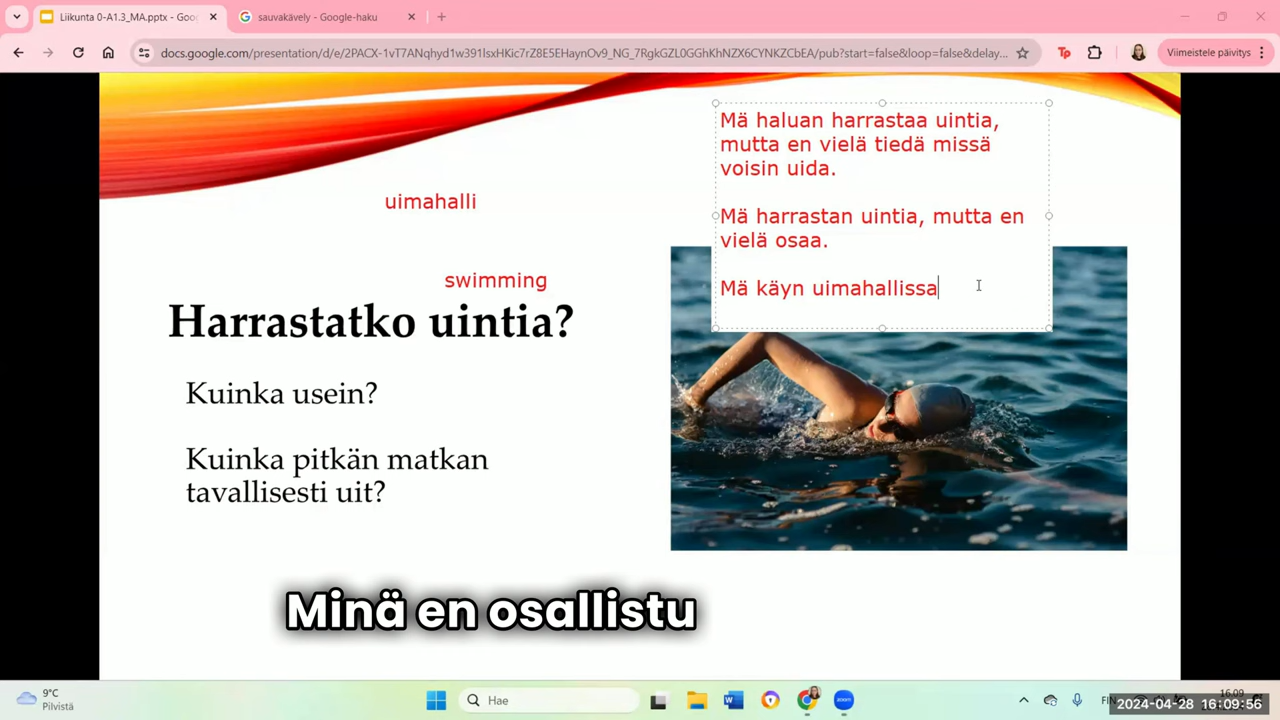 Liikunta 0-A1.3_MA.pptx - Goo
sauvakävely - Google-haku
docs.google.com/presentation/d/e/2PACX-1vT7ANqhyd1w391lsxHKic7rZ8E5EHaynOv9_NG_7RgkGZL0GGhKhNZX6CYNKZCbEA/pub?start=false&loop=false&delay...
Viimeistele päivitys
Mä haluan harrastaa uintia,
mutta en vielä tiedä missä
voisin uida.
uimahalli
Mä harrastan uintia, mutta en
vielä osaa.
swimming
Mä käyn uimahallissa
Harrastatko uintia?
Kuinka usein?
Kuinka pitkän matkan
tavallisesti uit?
Minä en osallistu
9°C
Pilvistä
Hae
FIN
16.09
2024-04-28 16:09:56